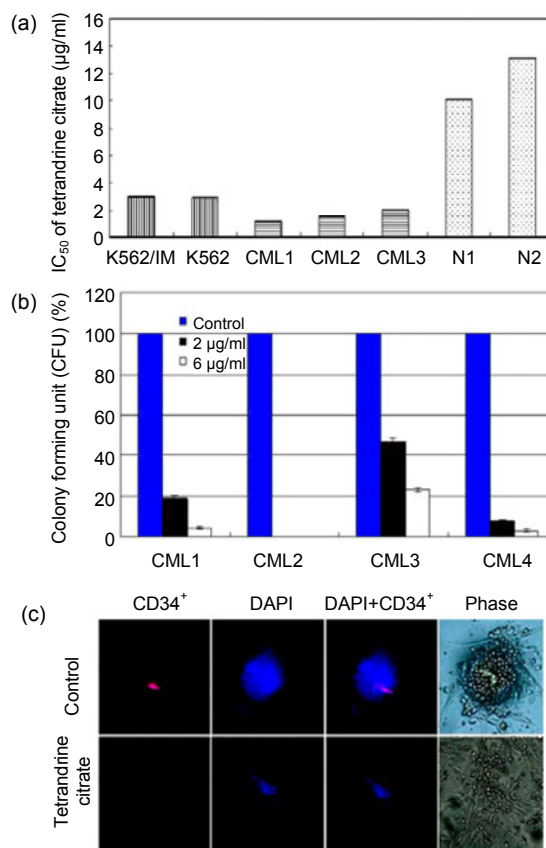 (a)
IC₅₀ of tetrandrine citrate (µg/ml)
16
14
12
10
8
6
4
2
0
K562/IM K562 CML1 CML2 CML3 N1 N2
(b)
Colony forming unit (CFU) (%)
120
100
80
60
40
20
0
Control
2 µg/ml
6 µg/ml
CML1 CML2 CML3 CML4
(c)
CD34⁺ DAPI DAPI+CD34⁺ Phase
Control
Tetrandrine
citrate